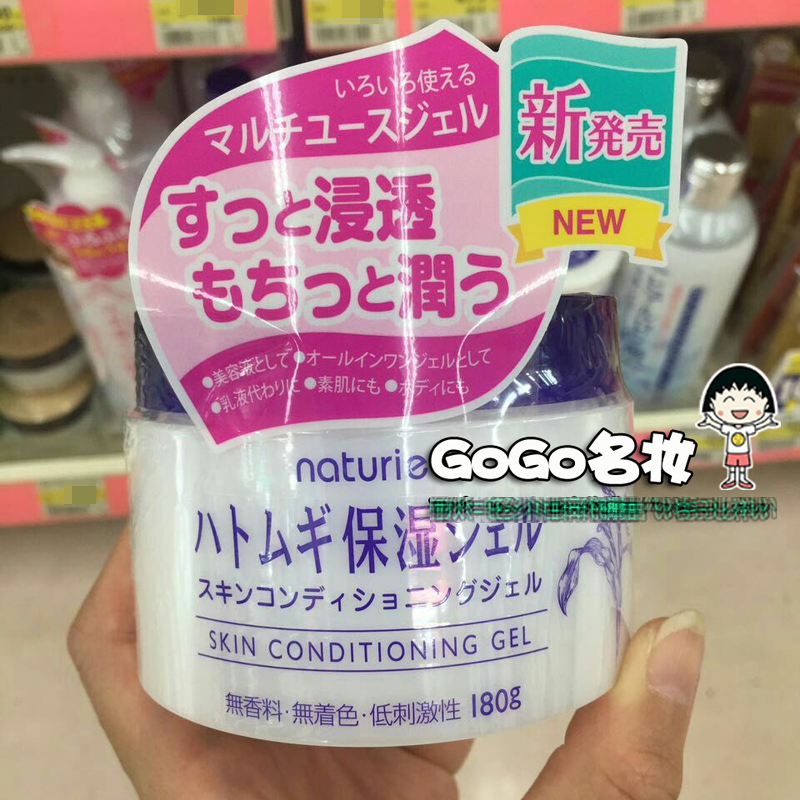 いろいろ使える
マルチユースジェル
すっと浸透
もちっと潤う
●美容液として ●オールインワンジェルとして
●乳液代わりに ●素肌にも ●ボディにも
新発売
NEW
naturie
GoGo名妆
ハトムギ保湿ジェル
スキンコンディショニングジェル
SKIN CONDITIONING GEL
無香料・無着色・低刺激性 180g